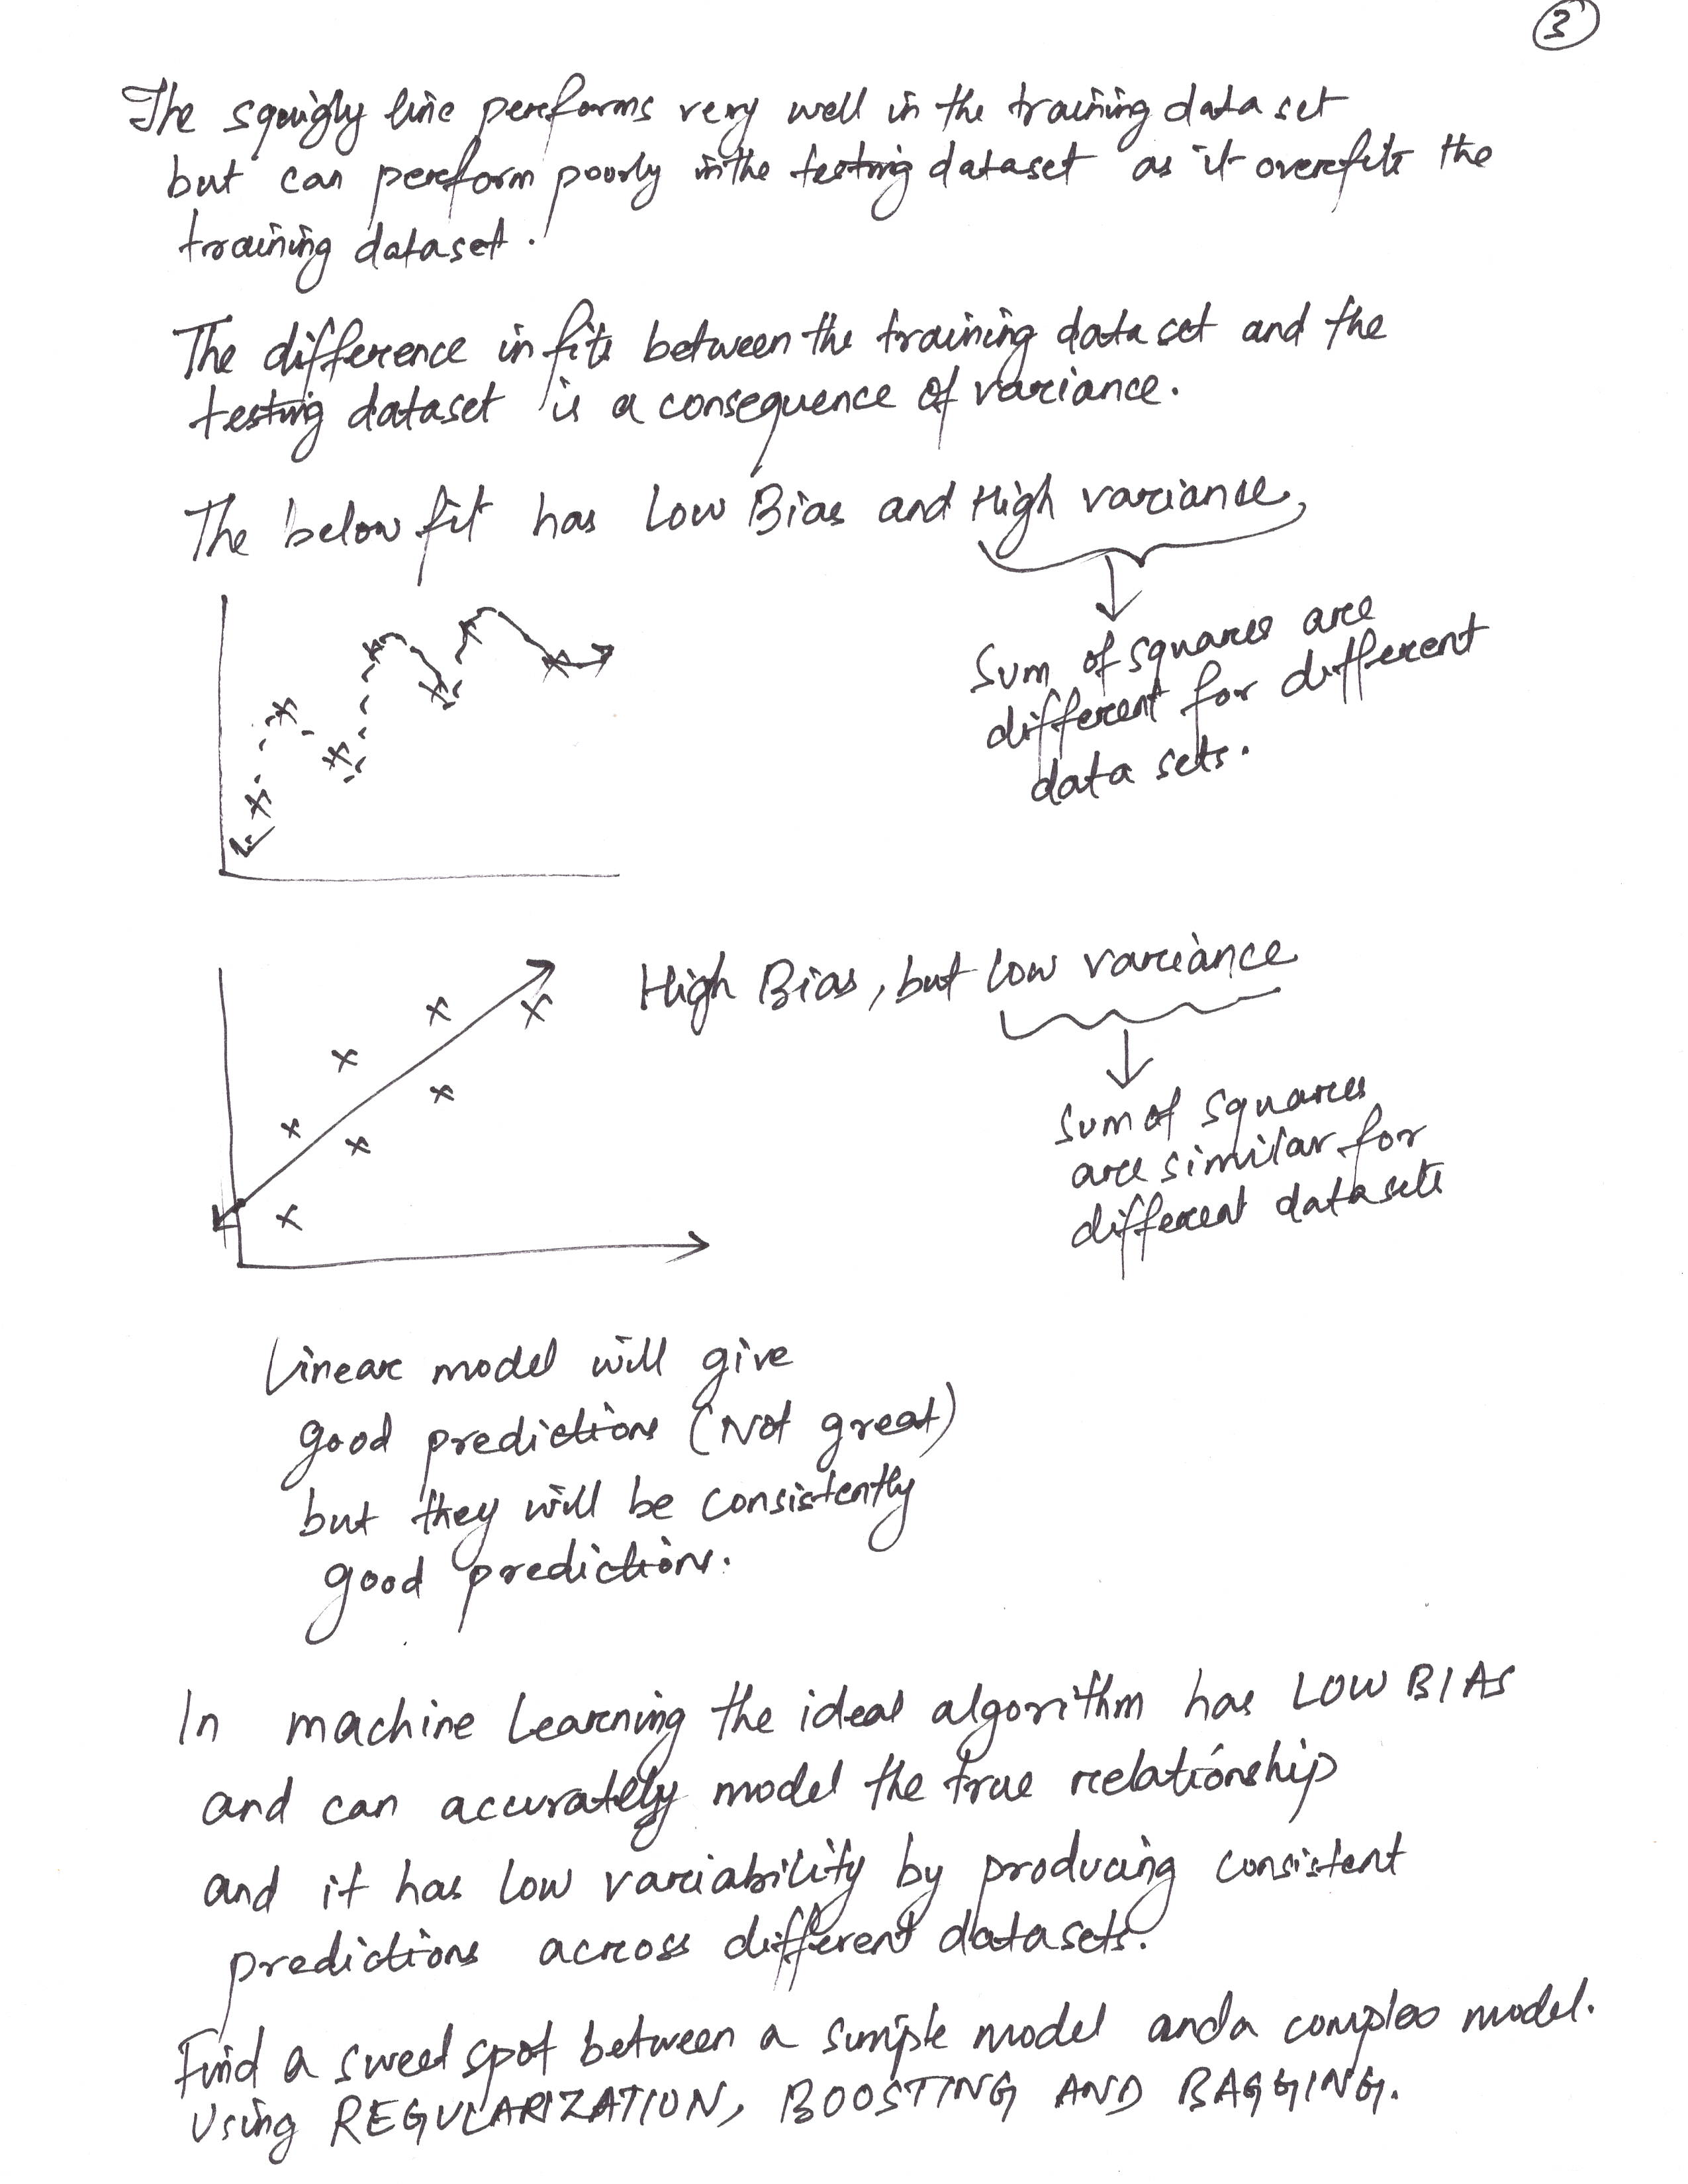 3
The squigly line performs very well in the training data set
but can perform poorly in the testing dataset as it overfits the
training dataset.
The difference in fits between the training data set and the
testing dataset is a consequence of variance.
The below fit has Low Bias and High variance,
Sum of squares are
different for different
data sets.
High Bias, but low variance
Sum of squares
are similar for
different datasets
Linear model will give
good predictions (Not great)
but they will be consistently
good predictions.
In machine Learning the ideal algorithm has LOW BIAS
and can accurately model the true relationship
and it has low variability by producing consistent
predictions across different datasets.
Find a sweet spot between a simple model and a complex model.
Using REGULARIZATION, BOOSTING AND BAGGING.